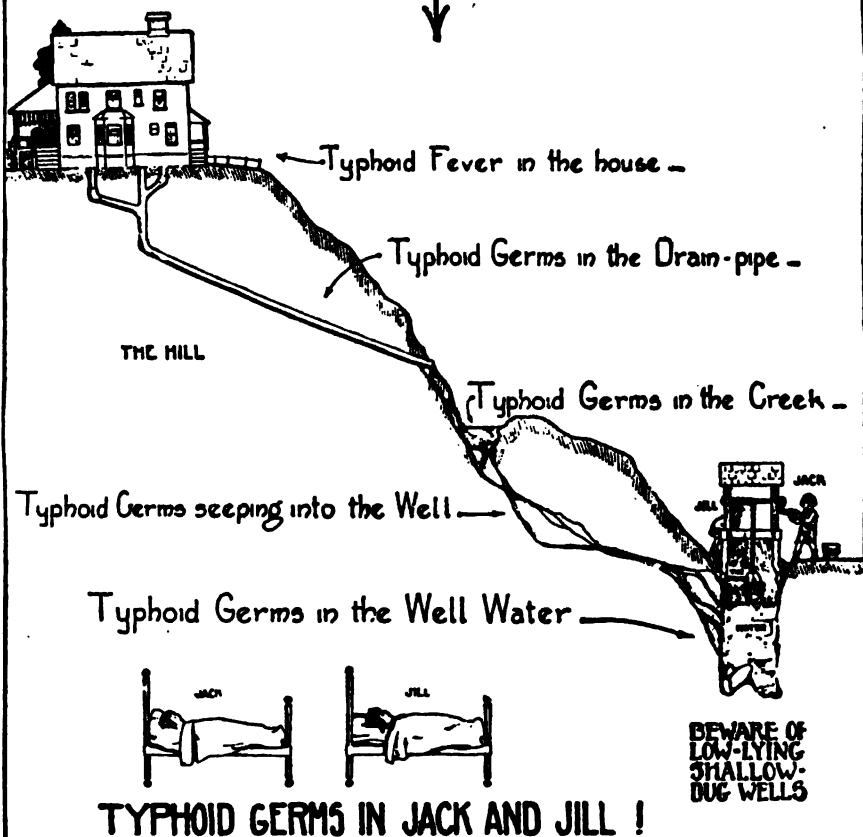 Typhoid Fever in the house -
Typhoid Germs in the Drain-pipe -
THE HILL
Typhoid Germs in the Creek -
JACK
JILL
Typhoid Germs seeping into the Well
Typhoid Germs in the Well Water
WATER
JACK
JILL
BEWARE OF
LOW-LYING
SHALLOW-
DUG WELLS
TYPHOID GERMS IN JACK AND JILL !